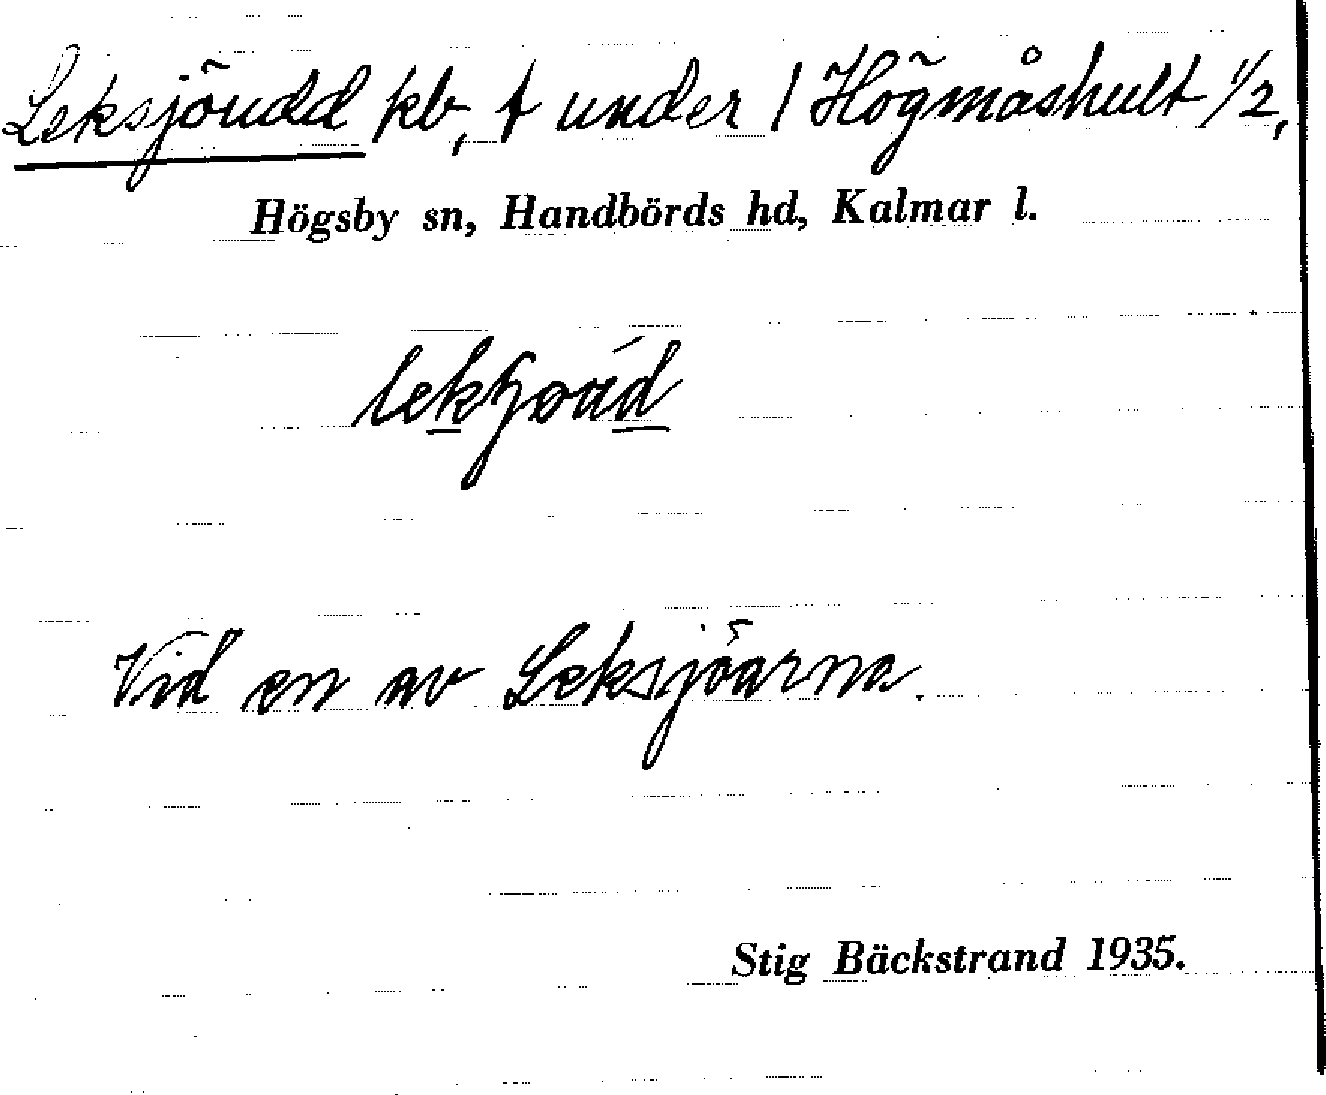 Leksjöudd kb, t under 1 Högmåshult 1/2,
Högsby sn, Handbörds hd, Kalmar l.
Vid en av Leksjöarna.
Stig Bäckstrand 1935.